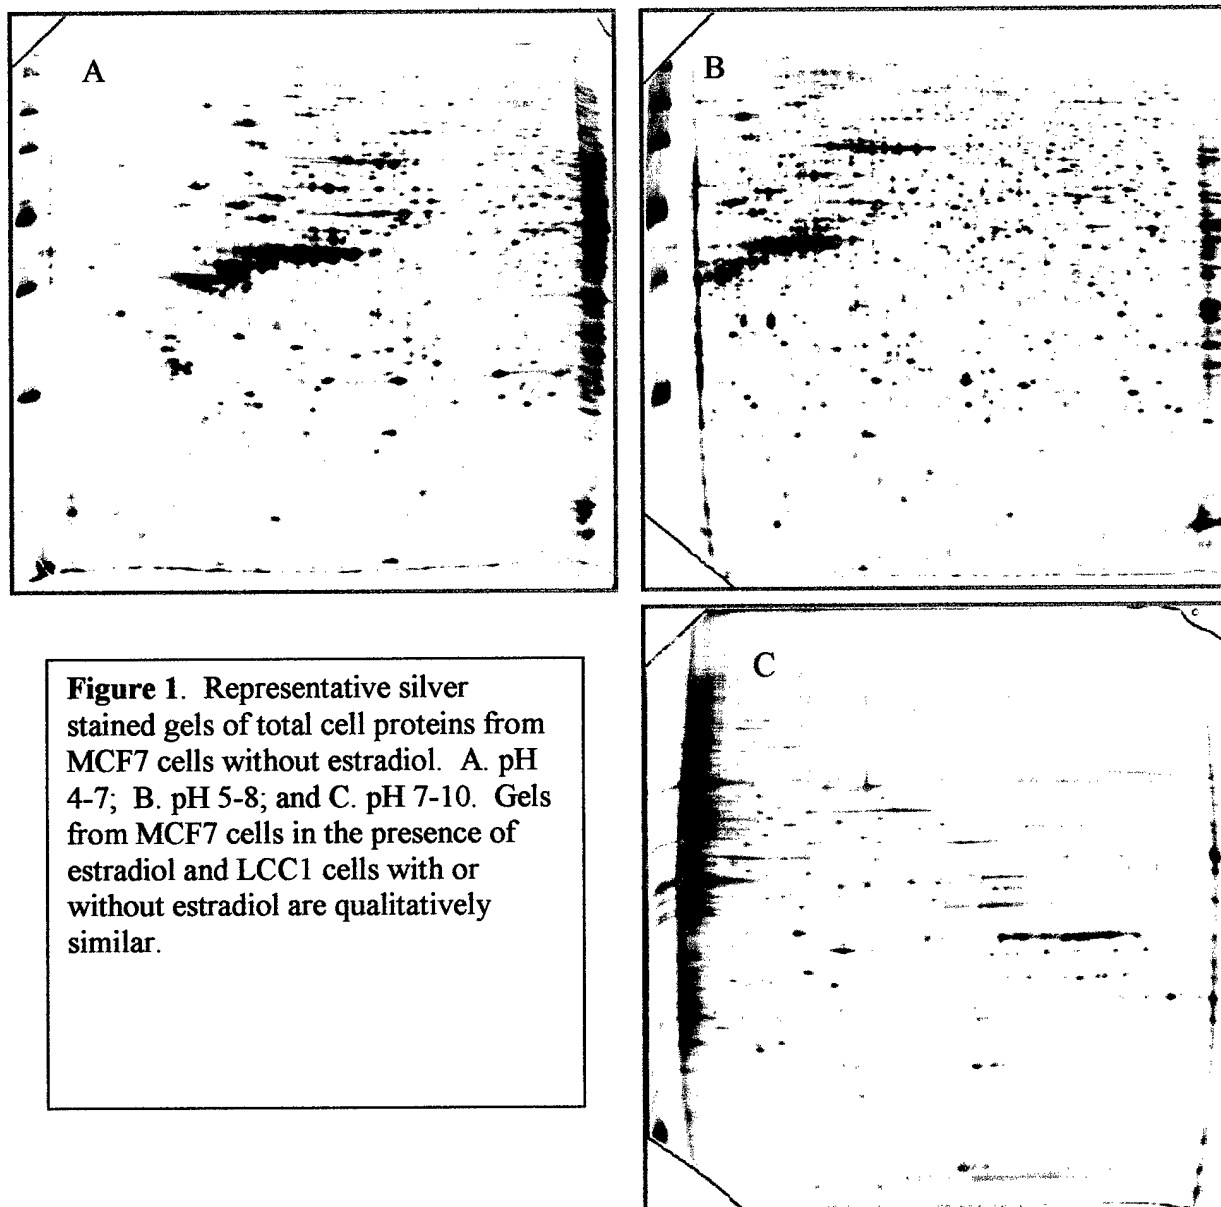 A
B
C
Figure 1. Representative silver
stained gels of total cell proteins from
MCF7 cells without estradiol. A. pH
4-7; B. pH 5-8; and C. pH 7-10. Gels
from MCF7 cells in the presence of
estradiol and LCC1 cells with or
without estradiol are qualitatively
similar.